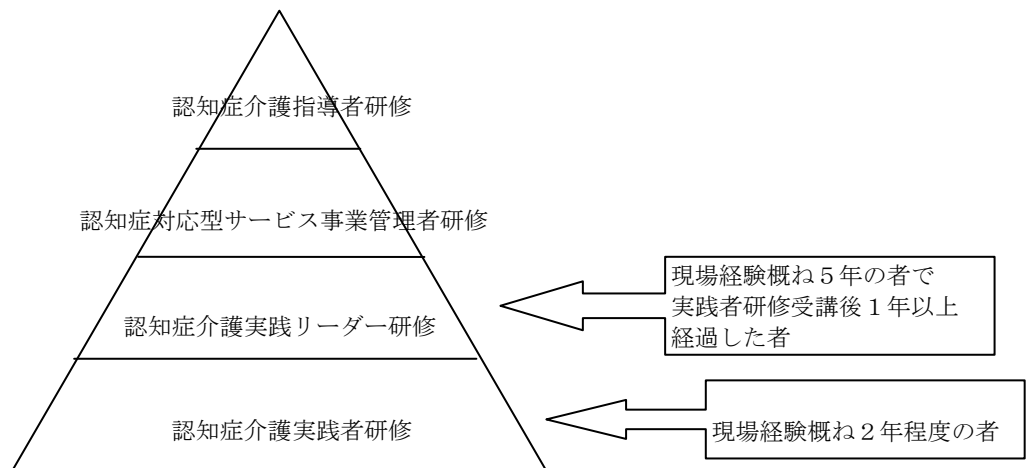 認知症介護指導者研修
認知症対応型サービス事業管理者研修
現場経験概ね５年の者で
実践者研修受講後１年以上
経過した者
認知症介護実践リーダー研修
認知症介護実践者研修
現場経験概ね２年程度の者